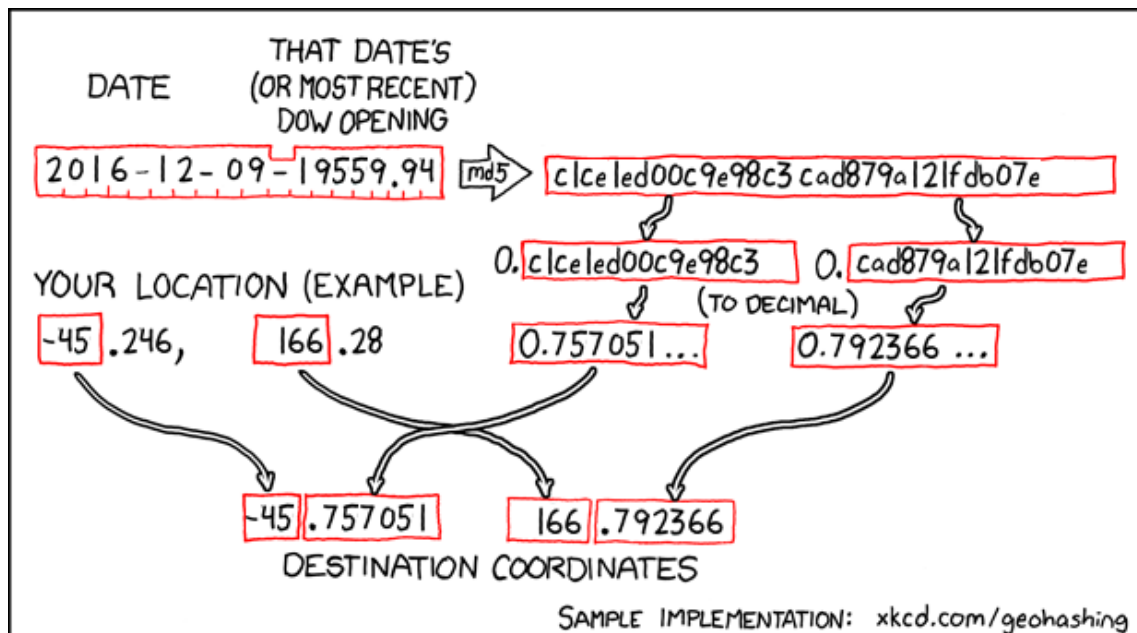 DATE
THAT DATE'S
(OR MOST RECENT)
DOW OPENING
2016-12-09-19559.94
md5
c1ce1ed00c9e98c3cad879a121fdb07e
0.c1ce1ed00c9e98c3
0.cad879a121fdb07e
YOUR LOCATION (EXAMPLE)
(TO DECIMAL)
-45.246, 166.28
0.757051...
0.792366...
-45.757051
166.792366
DESTINATION COORDINATES
SAMPLE IMPLEMENTATION: xkcd.com/geohashing